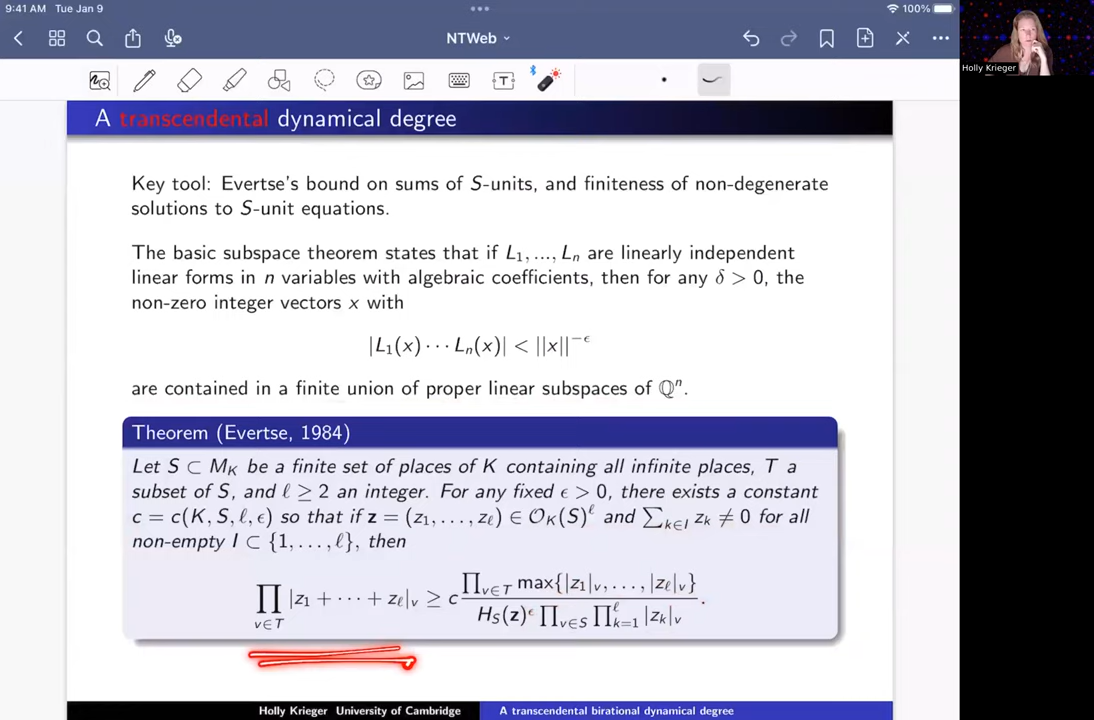 9:41 AM Tue Jan 9
100%
NTWeb
Holly Krieger
A transcendental dynamical degree
Key tool: Evertse's bound on sums of S-units, and finiteness of non-degenerate
solutions to S-unit equations.
The basic subspace theorem states that if L₁, ..., Lₙ are linearly independent
linear forms in n variables with algebraic coefficients, then for any δ > 0, the
non-zero integer vectors x with
|L₁(x) · · · Lₙ(x)| < ||x||^{−ϵ}
are contained in a finite union of proper linear subspaces of ℚⁿ.
Theorem (Evertse, 1984)
Let S ⊂ M_K be a finite set of places of K containing all infinite places, T a
subset of S, and ℓ ≥ 2 an integer. For any fixed ϵ > 0, there exists a constant
c = c(K, S, ℓ, ϵ) so that if z = (z₁, . . . , z_ℓ) ∈ 𝒪_K(S)^ℓ and ∑_{k∈I} z_k ≠ 0 for all
non-empty I ⊂ {1, . . . , ℓ}, then
∏_{v∈T} |z₁ + · · · + z_ℓ|_v ≥ c \frac{∏_{v∈T} max{|z₁|_v, . . . , |z_ℓ|_v}}{H_S(z)^ϵ ∏_{v∈S} ∏_{k=1}^ℓ |z_k|_v}.
Holly Krieger University of Cambridge
A transcendental birational dynamical degree